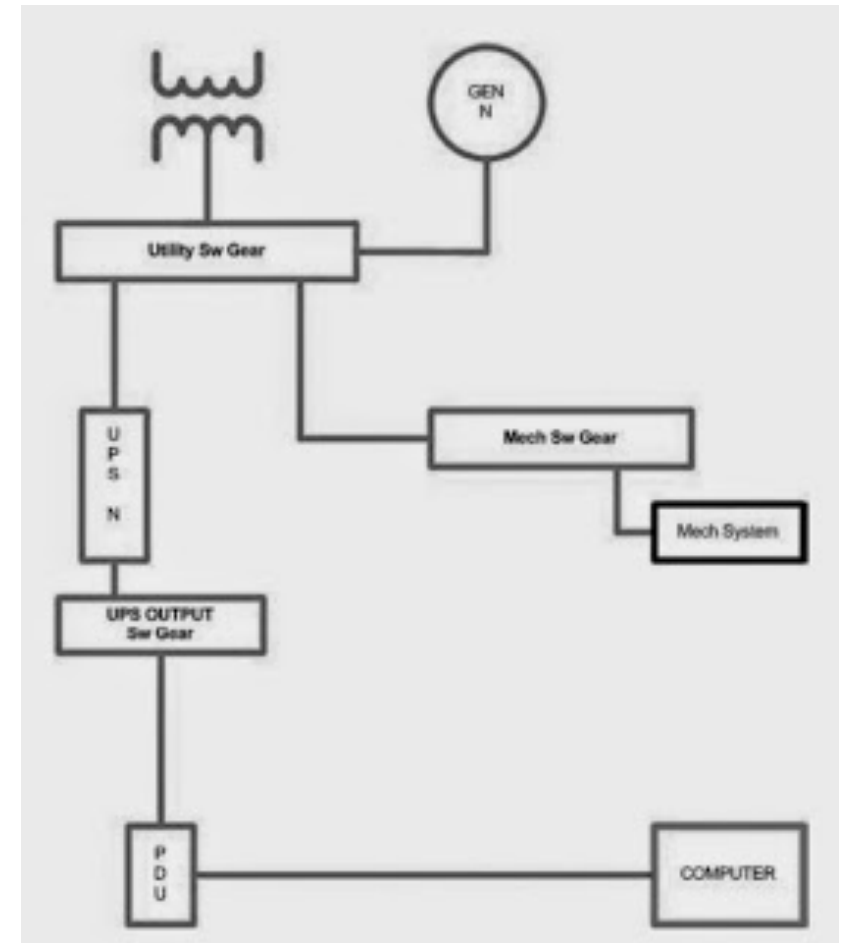 GEN
N
Utility Sw Gear
U
P
S
N
Mech Sw Gear
Mech System
UPS OUTPUT
Sw Gear
P
D
U
COMPUTER